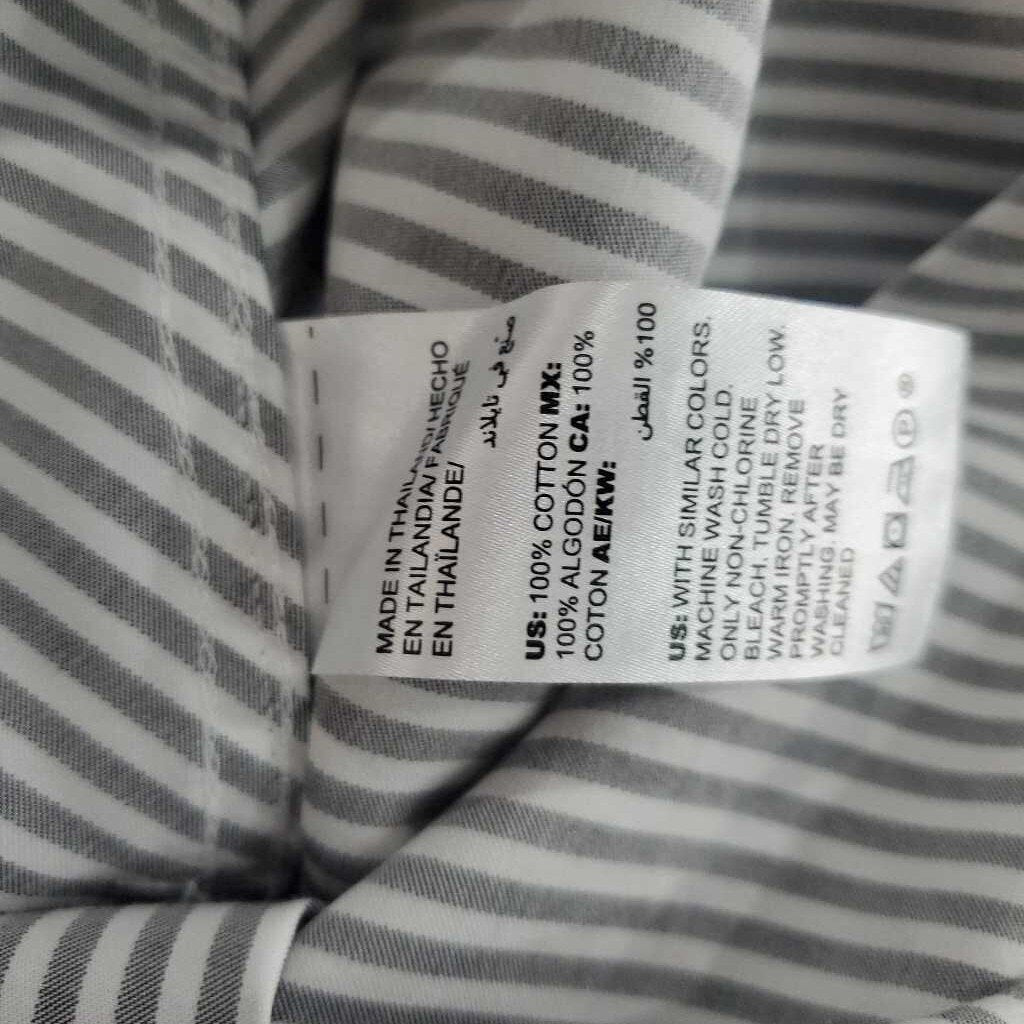 MADE IN THAILAND/ HECHO
EN TAILANDIA/ FABRIQUÉ
EN THAÏLANDE/
صنع في تايلاند
US: 100% COTTON MX:
100% ALGODÓN CA: 100%
COTON AE/KW:
100% القطن
US: WITH SIMILAR COLORS.
MACHINE WASH COLD.
ONLY NON-CHLORINE
BLEACH. TUMBLE DRY LOW.
WARM IRON. REMOVE
PROMPTLY AFTER
WASHING. MAY BE DRY
CLEANED